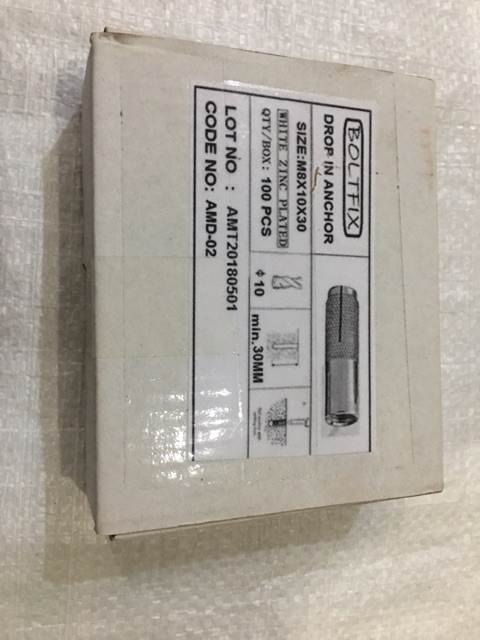 BOLTFIX
DROP IN ANCHOR
SIZE:M8X10X30
WHITE ZINC PLATED
QTY/BOX: 100 PCS
Φ10
min.30MM
LOT NO : AMT20180501
CODE NO: AMD-02